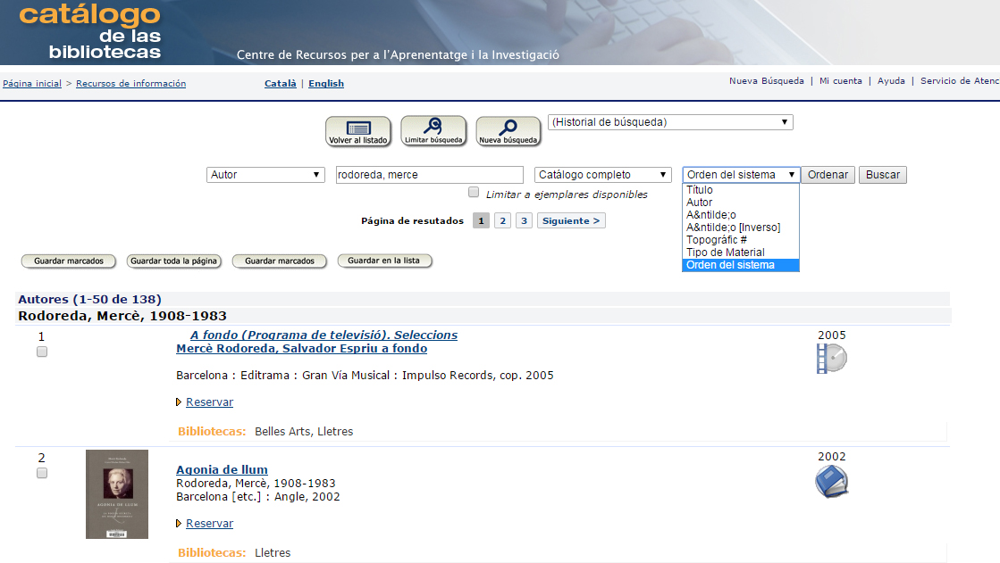 catálogo
de las
bibliotecas
Centre de Recursos per a l'Aprenentatge i la Investigació
Página inicial > Recursos de información
Català | English
Nueva Búsqueda | Mi cuenta | Ayuda | Servicio de Atenc
Volver al listado
Limitar búsqueda
Nueva búsqueda
(Historial de búsqueda)
Autor
rodoreda, merce
Catálogo completo
Orden del sistema
Ordenar
Buscar
Limitar a ejemplares disponibles
Título
Autor
A&ntilde;o
A&ntilde;o [Inverso]
Topográfic #
Tipo de Material
Orden del sistema
Página de resutados 1 2 3 Siguiente >
Guardar marcados
Guardar toda la página
Guardar marcados
Guardar en la lista
Autores (1-50 de 138)
Rodoreda, Mercè, 1908-1983
1
A fondo (Programa de televisió). Seleccions
Mercè Rodoreda, Salvador Espriu a fondo
Barcelona : Editrama : Gran Vía Musical : Impulso Records, cop. 2005
Reservar
Bibliotecas: Belles Arts, Lletres
2005
2
AGONIA DE LLUM
Agonia de llum
Rodoreda, Mercè, 1908-1983
Barcelona [etc.] : Angle, 2002
Reservar
Bibliotecas: Lletres
2002